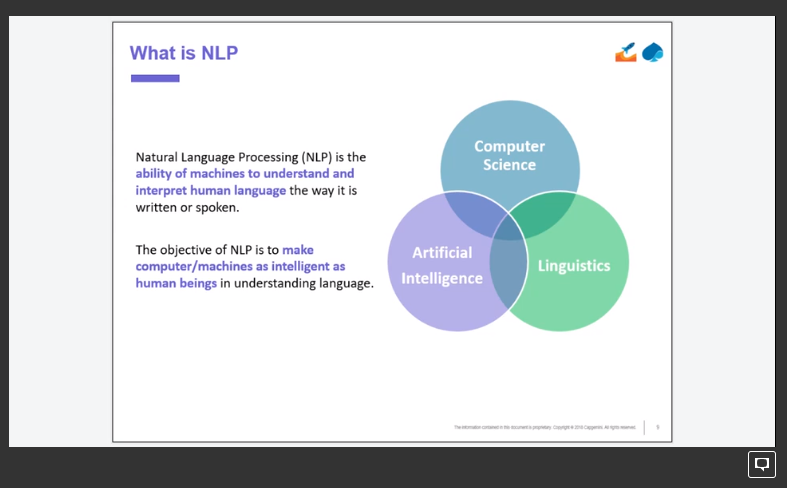 What is NLP
Natural Language Processing (NLP) is the
ability of machines to understand and
interpret human language the way it is
written or spoken.
The objective of NLP is to make
computer/machines as intelligent as
human beings in understanding language.
Computer
Science
Artificial
Intelligence
Linguistics
The information contained in this document is proprietary. Copyright © 2018 Capgemini. All rights reserved.
5